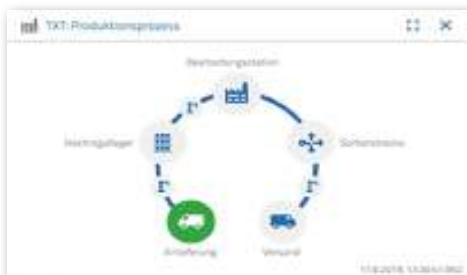 TXT: Produktionsprozess
Bearbeitungsstation
Hochregallager
Sortierstrecke
Anlieferung
Versand